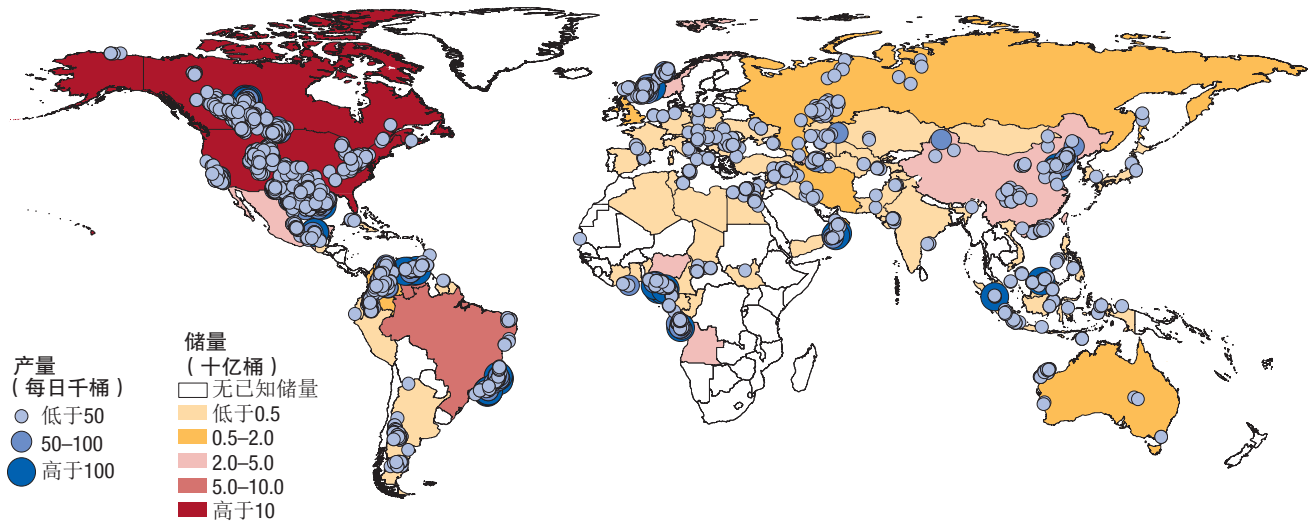 产量
（每日千桶）
低于50
50–100
高于100
储量
（十亿桶）
无已知储量
低于0.5
0.5–2.0
2.0–5.0
5.0–10.0
高于10